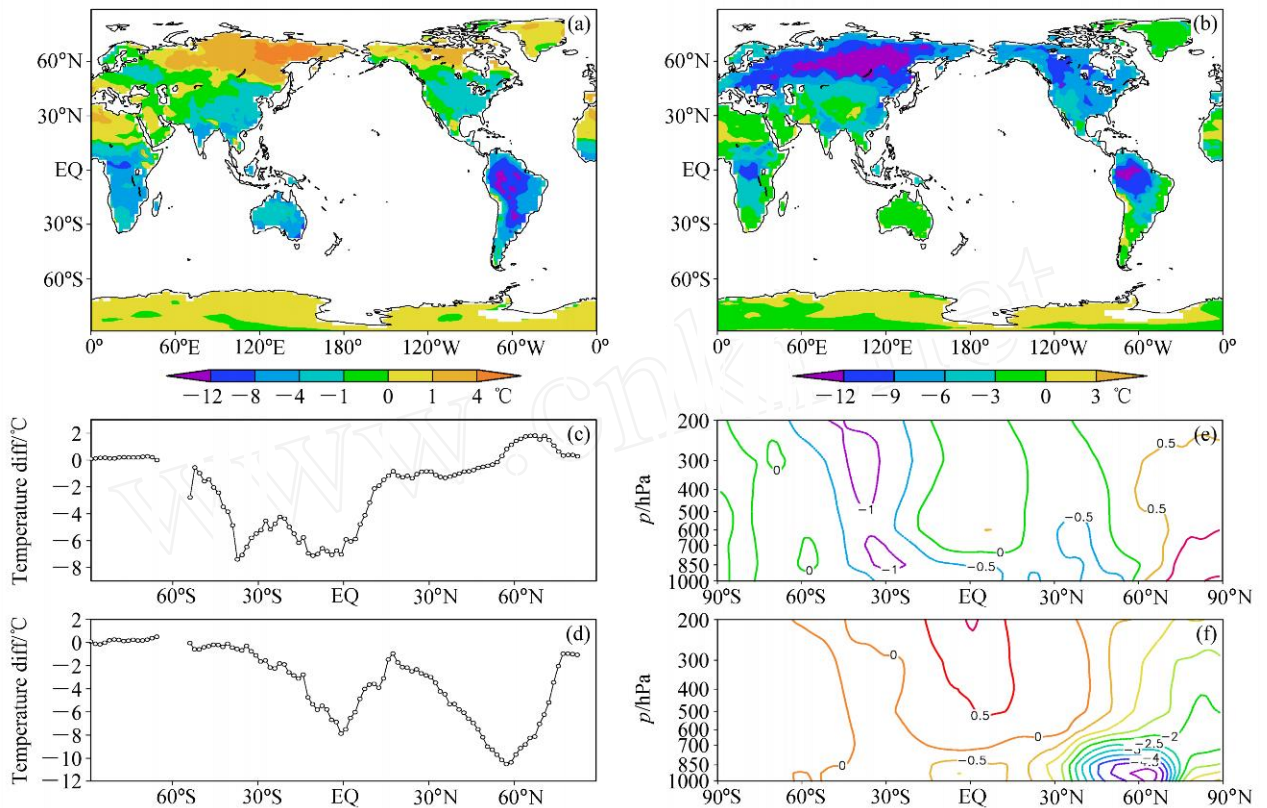 (a)
60°N
30°N
EQ
30°S
60°S
0° 60°E 120°E 180° 120°W 60°W 0°
−12 −8 −4 −1 0 1 4 ℃
(b)
60°N
30°N
EQ
30°S
60°S
0° 60°E 120°E 180° 120°W 60°W 0°
−12 −9 −6 −3 0 3 ℃
www.cnki.net
(c)
Temperature diff/℃
2
0
−2
−4
−6
−8
60°S 30°S EQ 30°N 60°N
(e)
p/hPa
200
300
400
500
600
700
850
1000
0.5
0
−1
−0.5
0.5
0
−1
−0.5
0
90°S 60°S 30°S EQ 30°N 60°N 90°N
(d)
Temperature diff/℃
2
0
−2
−4
−6
−8
−10
−12
60°S 30°S EQ 30°N 60°N
(f)
p/hPa
200
300
400
500
600
700
850
1000
0
0.5
0
−2
−2.5
−0.5
−4
0
90°S 60°S 30°S EQ 30°N 60°N 90°N